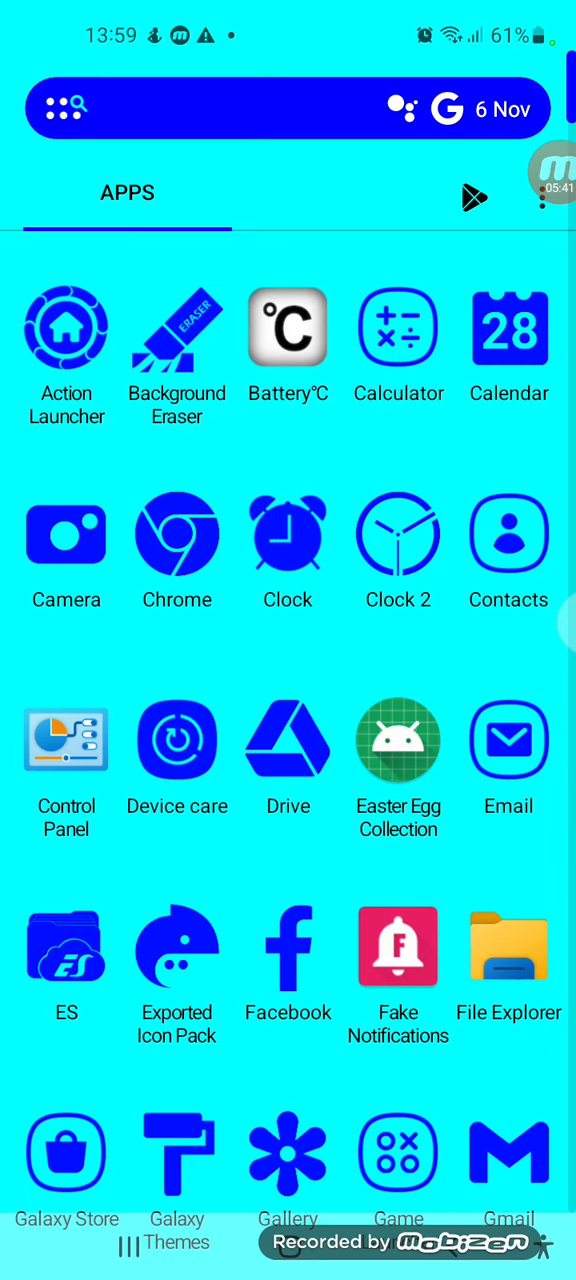 13:59 61%
6 Nov
05:41
APPS
ERASER
°C
28
Action Launcher
Background Eraser
Battery℃
Calculator
Calendar
Camera
Chrome
Clock
Clock 2
Contacts
Control Panel
Device care
Drive
Easter Egg Collection
Email
ES
F
ES
Exported Icon Pack
Facebook
Fake Notifications
File Explorer
Galaxy Store
Galaxy Themes
Gallery
Game
Gmail
Recorded by mobizen